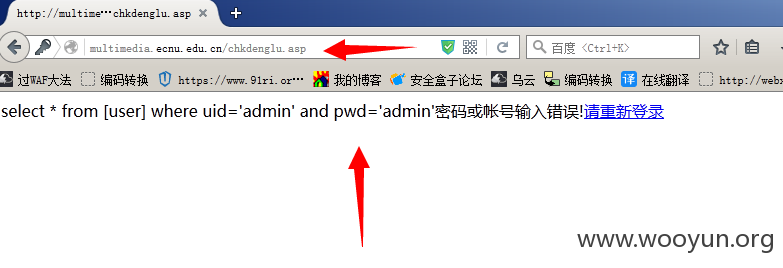 http://multime…chkdenglu.asp
multimedia.ecnu.edu.cn/chkdenglu.asp
百度 <Ctrl+K>
过WAF大法 编码转换 https://www.91ri.or… 我的博客 安全盒子论坛 乌云 编码转换 在线翻译 http://webs
select * from [user] where uid='admin' and pwd='admin'密码或帐号输入错误!请重新登录
www.wooyun.org